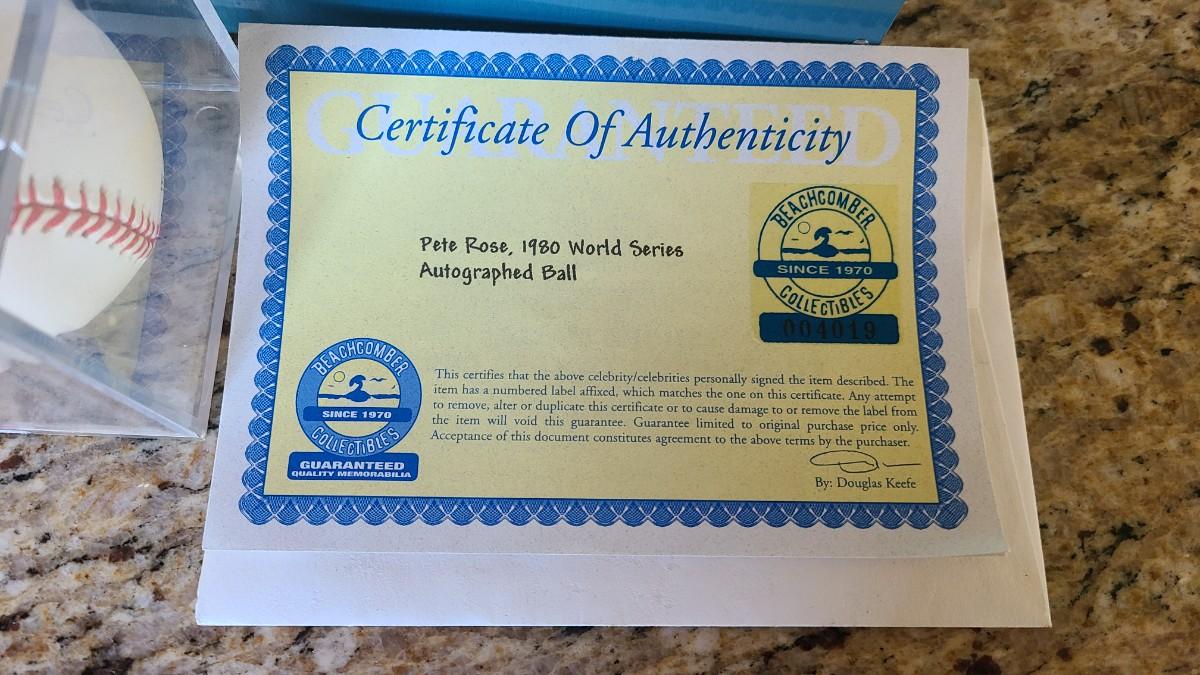 GUARANTEED
Certificate Of Authenticity
Pete Rose, 1980 World Series
Autographed Ball
BEACHCOMBER
SINCE 1970
COLLECTIBLES
004019
BEACHCOMBER
SINCE 1970
COLLECTIBLES
GUARANTEED
QUALITY MEMORABILIA
This certifies that the above celebrity/celebrities personally signed the item described. The
item has a numbered label affixed, which matches the one on this certificate. Any attempt
to remove, alter or duplicate this certificate or to cause damage to or remove the label from
the item will void this guarantee. Guarantee limited to original purchase price only.
Acceptance of this document constitutes agreement to the above terms by the purchaser.
By: Douglas Keefe